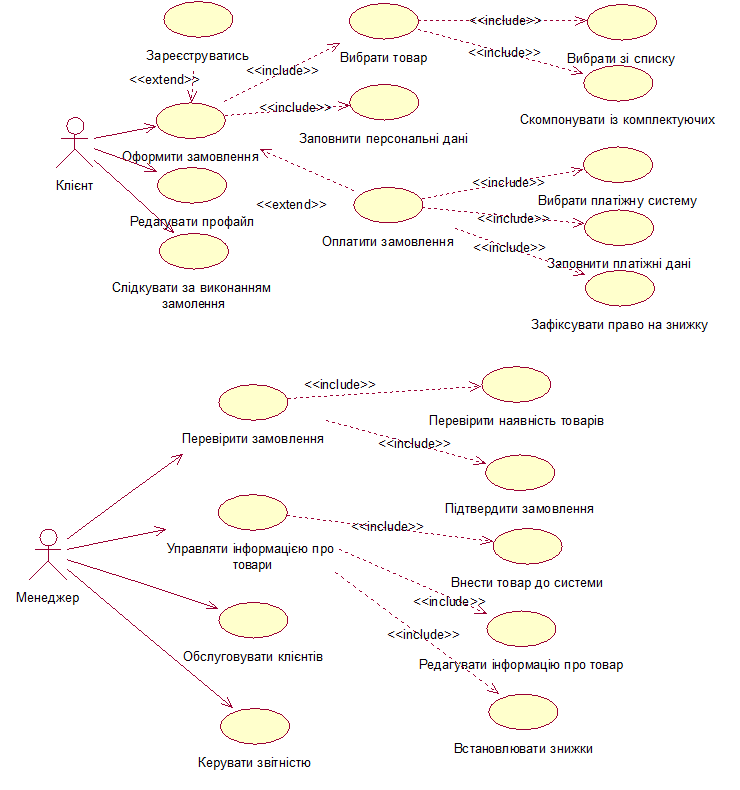 <<include>>
Зареєструватись
Вибрати товар
Вибрати зі списку
<<include>>
<<extend>>
<<include>>
<<include>>
Скомпонувати із комплектуючих
Заповнити персональні дані
Оформити замовлення
Клієнт
<<include>>
Вибрати платіжну систему
Редагувати профайл
<<extend>>
<<include>>
Оплатити замовлення
<<include>>
Заповнити платіжні дані
Слідкувати за виконанням
замолення
Зафіксувати право на знижку
<<include>>
Перевірити наявність товарів
Перевірити замовлення
<<include>>
Підтвердити замовлення
<<include>>
Управляти інформацією про
товари
Внести товар до системи
Менеджер
<<include>>
<<include>>
Обслуговувати клієнтів
Редагувати інформацію про товар
Встановлювати знижки
Керувати звітністю